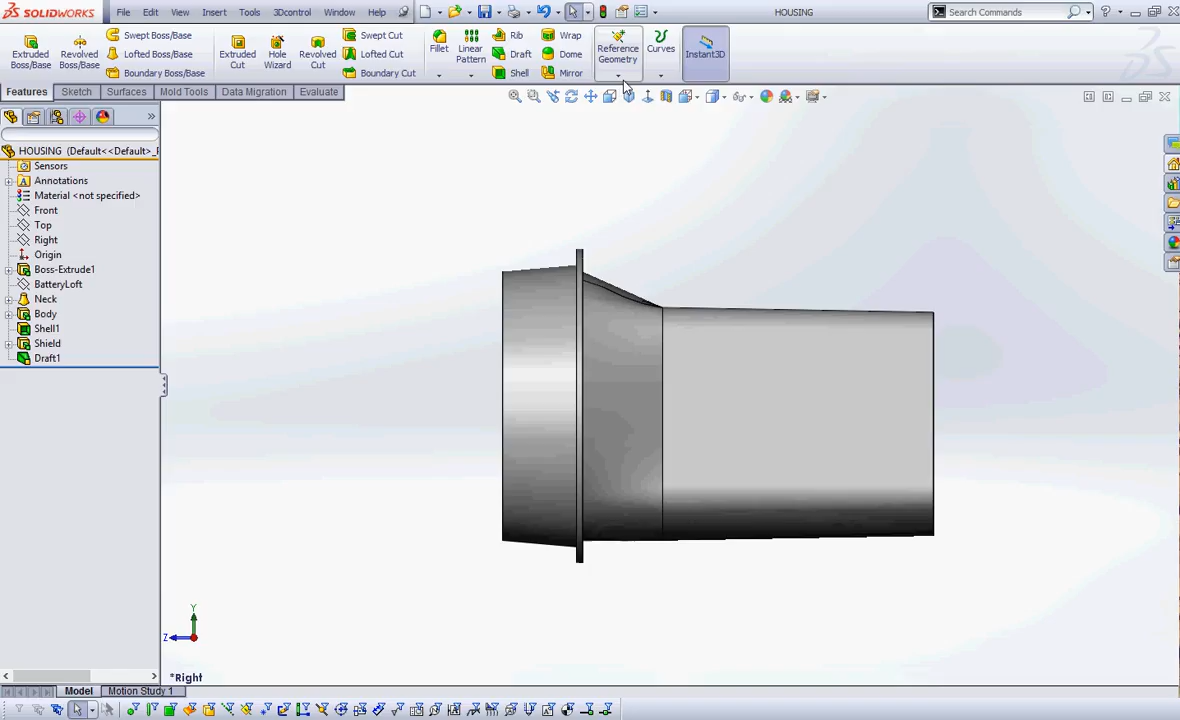 SOLIDWORKS File Edit View Insert Tools 3Dcontrol Window Help HOUSING Search Commands
Extruded Boss/Base Revolved Boss/Base Swept Boss/Base Lofted Boss/Base Boundary Boss/Base Extruded Cut Hole Wizard Revolved Cut Swept Cut Lofted Cut Boundary Cut Fillet Linear Pattern Rib Draft Shell Wrap Dome Mirror Reference Geometry Curves Instant3D
Features Sketch Surfaces Mold Tools Data Migration Evaluate
HOUSING (Default<<Default>_
Sensors
Annotations
Material <not specified>
Front
Top
Right
Origin
Boss-Extrude1
BatteryLoft
Neck
Body
Shell1
Shield
Draft1
Y
Z
*Right
Model Motion Study 1